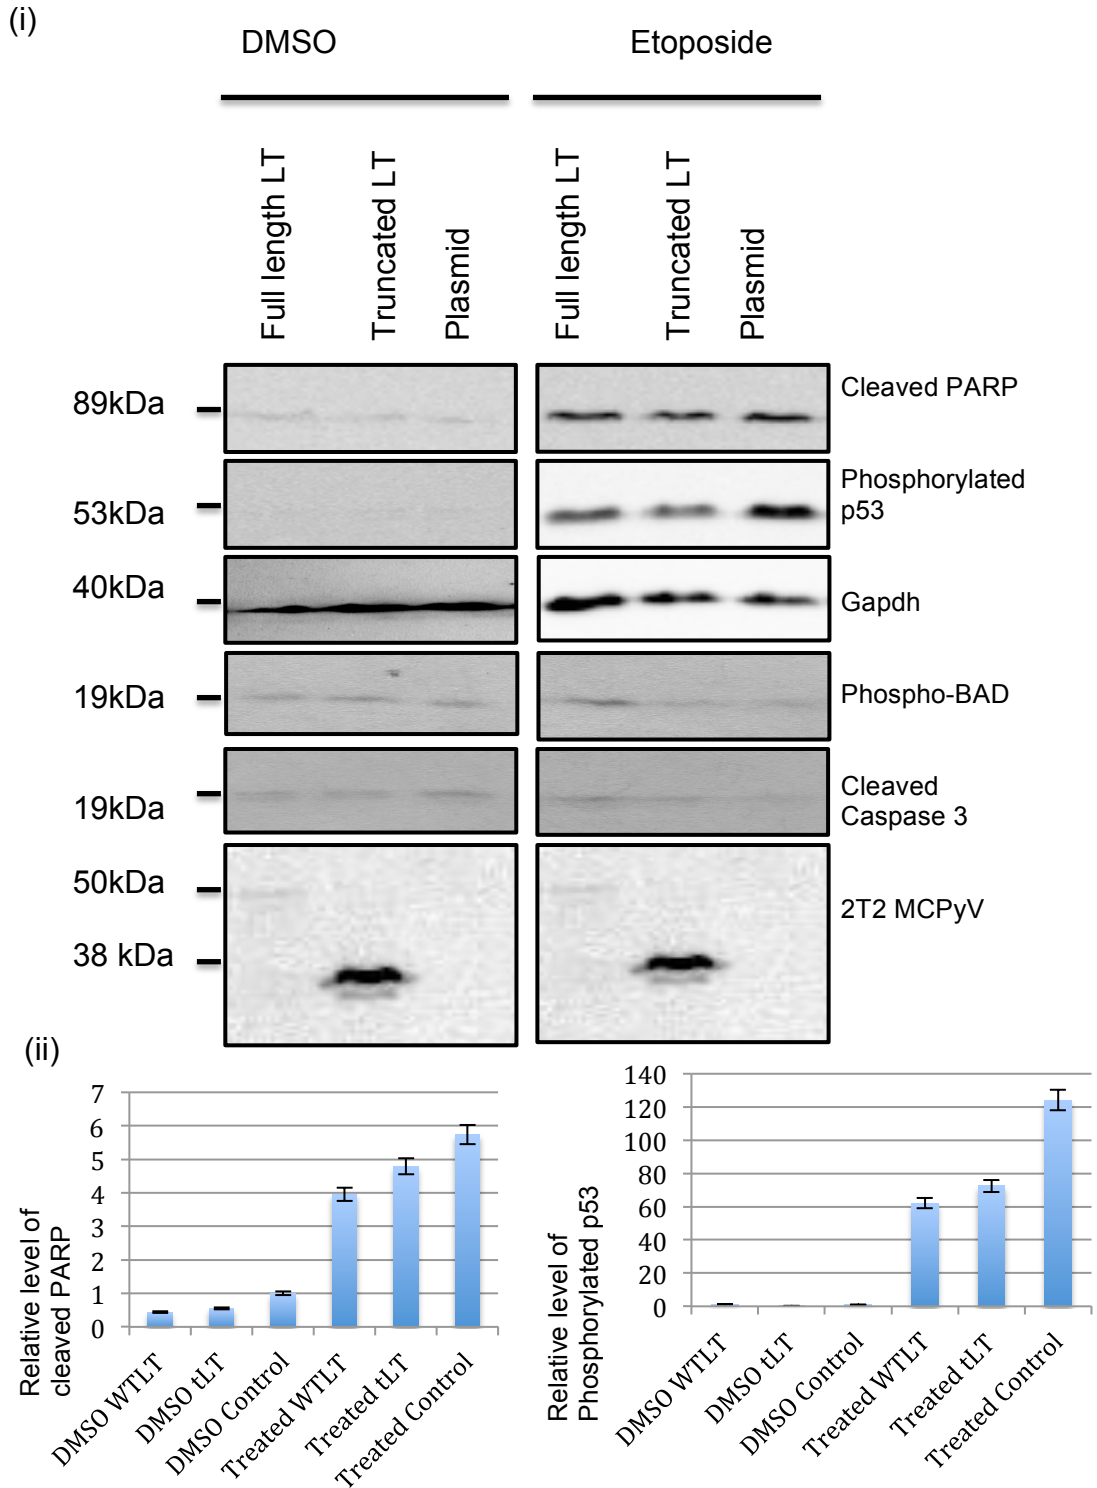 (i)
DMSO
Etoposide
Full length LT
Truncated LT
Plasmid
Full length LT
Truncated LT
Plasmid
89kDa
Cleaved PARP
53kDa
Phosphorylated
p53
40kDa
Gapdh
19kDa
Phospho-BAD
19kDa
Cleaved
Caspase 3
50kDa
38 kDa
2T2 MCPyV
(ii)
Relative level of
cleaved PARP
7
6
5
4
3
2
1
0
DMSO WTLT
DMSO tLT
DMSO Control
Treated WTLT
Treated tLT
Treated Control
Relative level of
Phosphorylated p53
140
120
100
80
60
40
20
0
DMSO WTLT
DMSO tLT
DMSO Control
Treated WTLT
Treated tLT
Treated Control